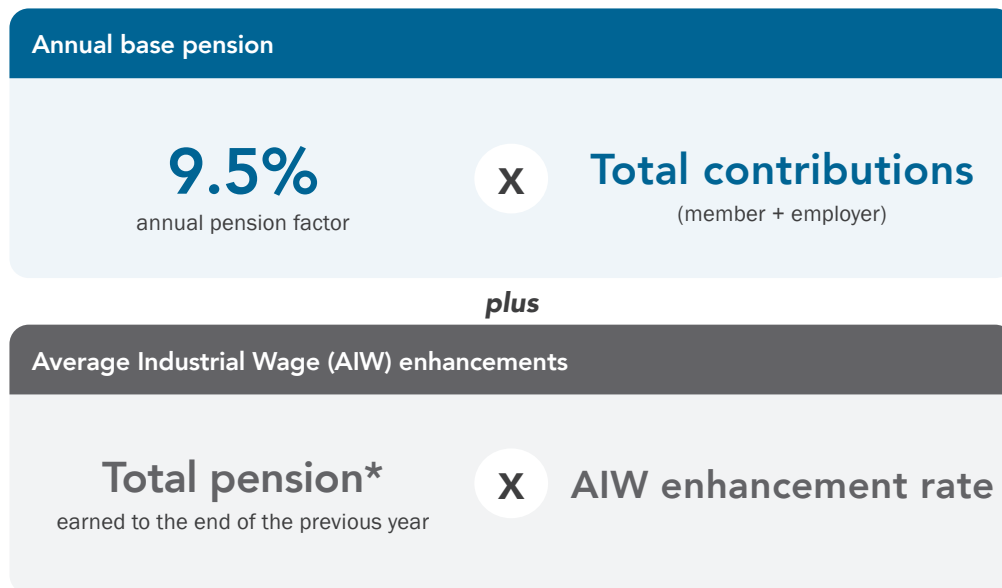 Annual base pension
9.5%
annual pension factor
X
Total contributions
(member + employer)
plus
Average Industrial Wage (AIW) enhancements
Total pension*
earned to the end of the previous year
X
AIW enhancement rate